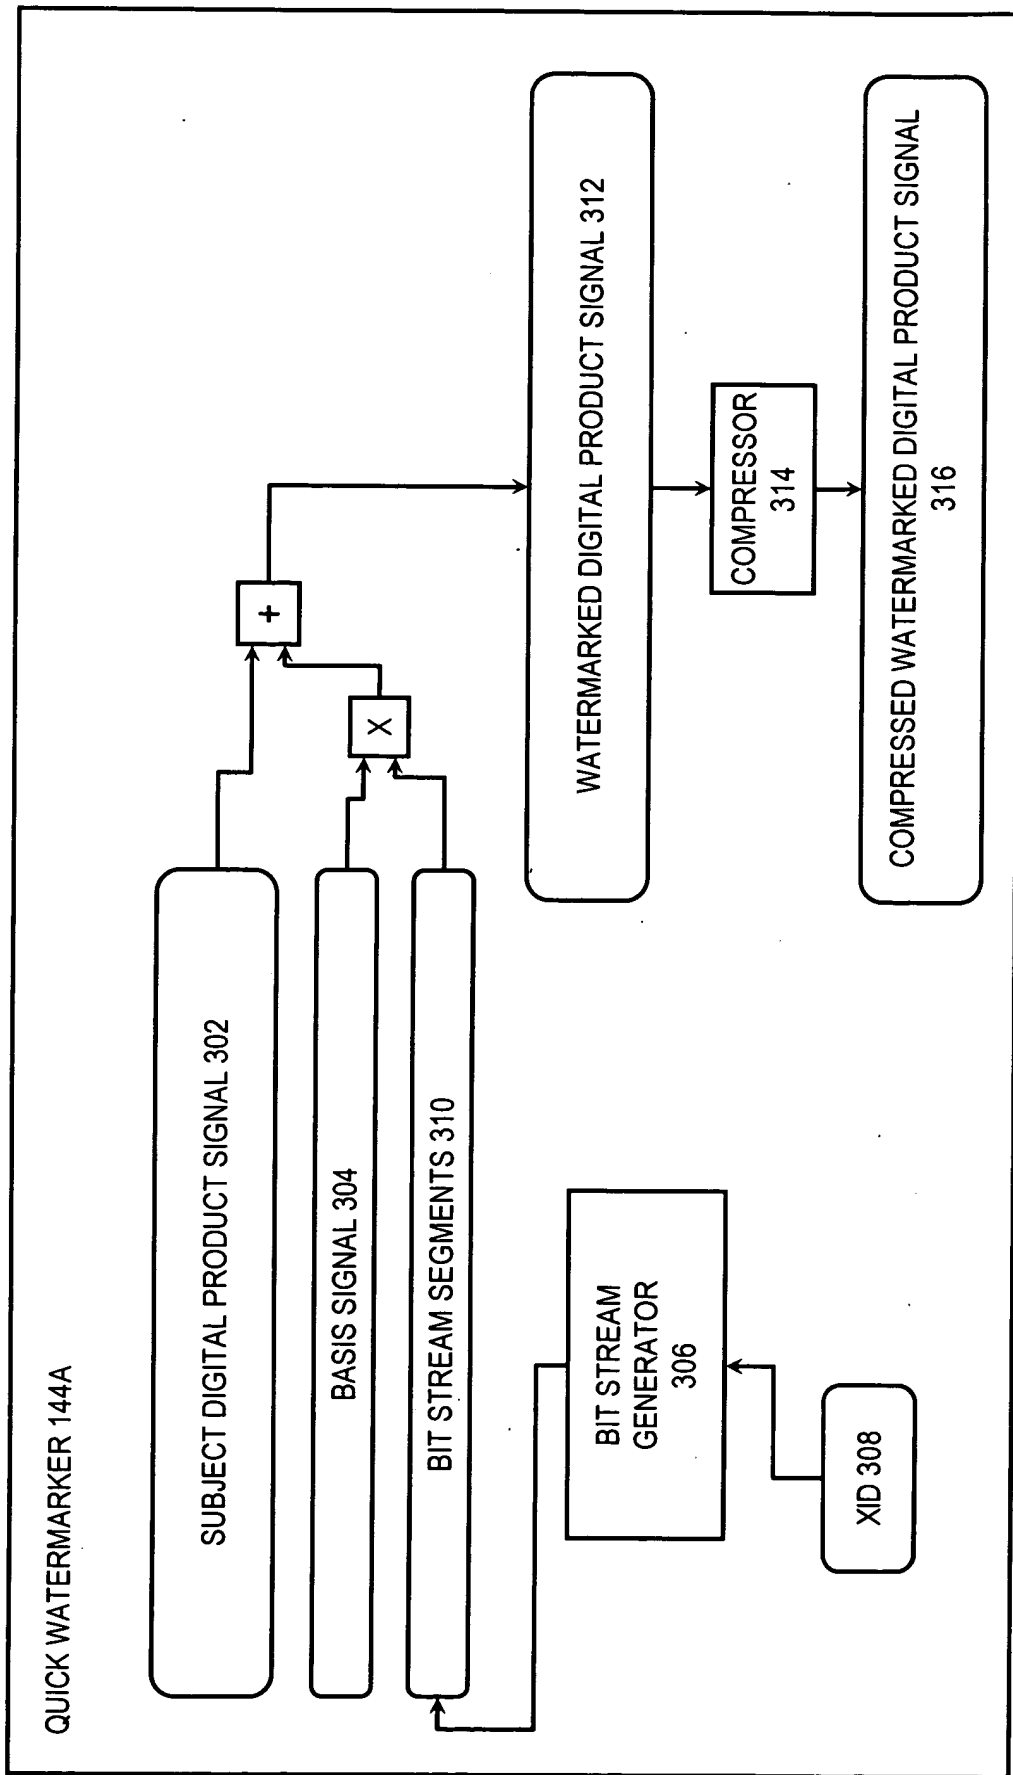 QUICK WATERMARKER 144A
SUBJECT DIGITAL PRODUCT SIGNAL 302
BASIS SIGNAL 304
BIT STREAM SEGMENTS 310
+
X
BIT STREAM
GENERATOR
306
XID 308
WATERMARKED DIGITAL PRODUCT SIGNAL 312
COMPRESSOR
314
COMPRESSED WATERMARKED DIGITAL PRODUCT SIGNAL
316